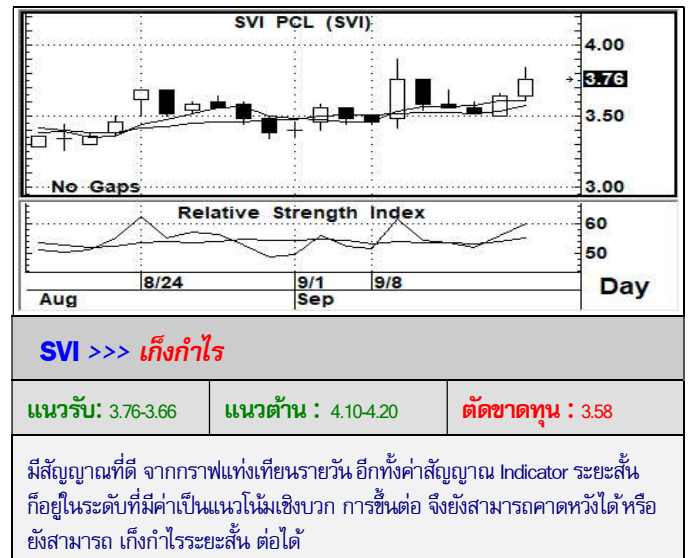 SVI PCL (SVI)
4.00
3.76
3.50
No Gaps
3.00
Relative Strength Index
60
50
8/24 9/1 9/8
Aug Sep
Day
SVI >>> เก็งกำไร
แนวรับ: 3.76-3.66 แนวต้าน : 4.10-4.20 ตัดขาดทุน : 3.58
มีสัญญาณที่ดี จากกราฟแท่งเทียนรายวัน อีกทั้งค่าสัญญาณ Indicator ระยะสั้น
ก็อยู่ในระดับที่มีค่าเป็นแนวโน้มเชิงบวก การขึ้นต่อ จึงยังสามารถคาดหวังได้ หรือ
ยังสามารถ เก็งกำไรระยะสั้น ต่อได้